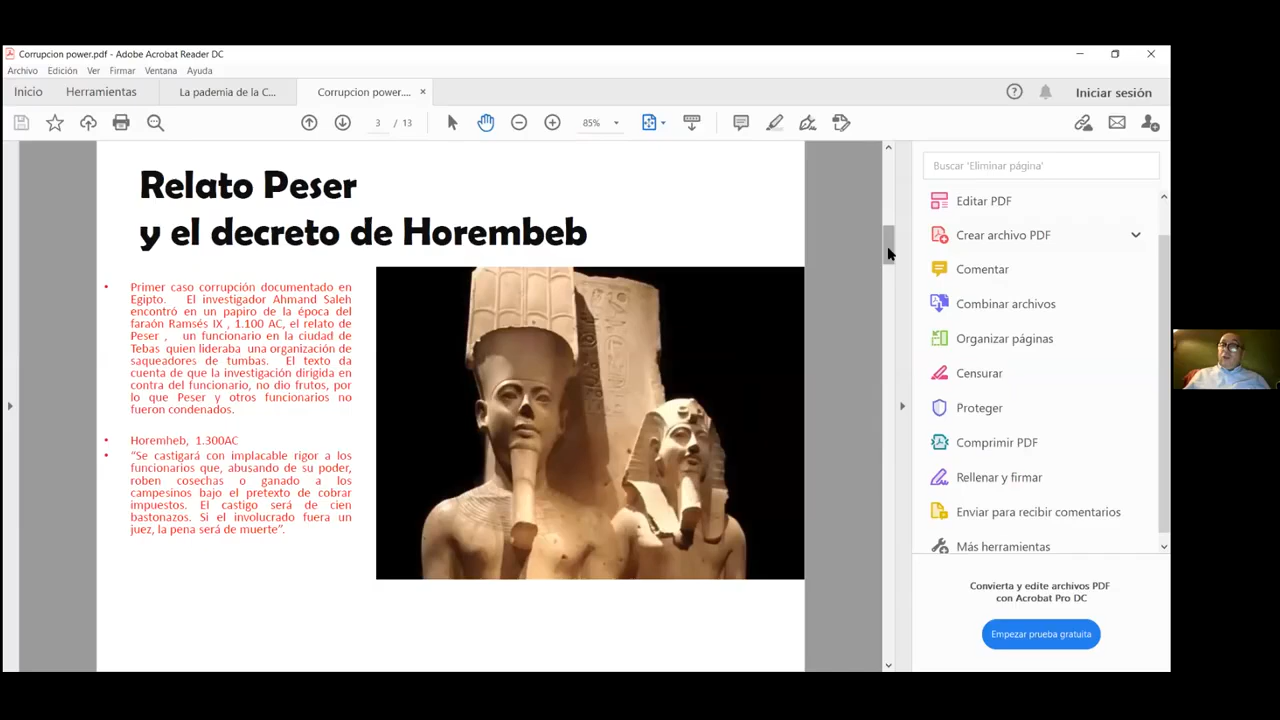 Corrupcion power.pdf - Adobe Acrobat Reader DC
Archivo Edición Ver Firmar Ventana Ayuda
Inicio Herramientas La pademia de la C... Corrupcion power.... × Iniciar sesión
3 / 13 85%
Relato Peser
y el decreto de Horembeb
• Primer caso corrupción documentado en
Egipto. El investigador Ahmand Saleh
encontró en un papiro de la época del
faraón Ramsés IX , 1.100 AC, el relato de
Peser , un funcionario en la ciudad de
Tebas quien lideraba una organización de
saqueadores de tumbas. El texto da
cuenta de que la investigación dirigida en
contra del funcionario, no dio frutos, por
lo que Peser y otros funcionarios no
fueron condenados.
• Horemheb, 1.300AC
• “Se castigará con implacable rigor a los
funcionarios que, abusando de su poder,
roben cosechas o ganado a los
campesinos bajo el pretexto de cobrar
impuestos. El castigo será de cien
bastonazos. Si el involucrado fuera un
juez, la pena será de muerte”.
Buscar 'Eliminar página'
Editar PDF
Crear archivo PDF
Comentar
Combinar archivos
Organizar páginas
Censurar
Proteger
Comprimir PDF
Rellenar y firmar
Enviar para recibir comentarios
Más herramientas
Convierta y edite archivos PDF
con Acrobat Pro DC
Empezar prueba gratuita